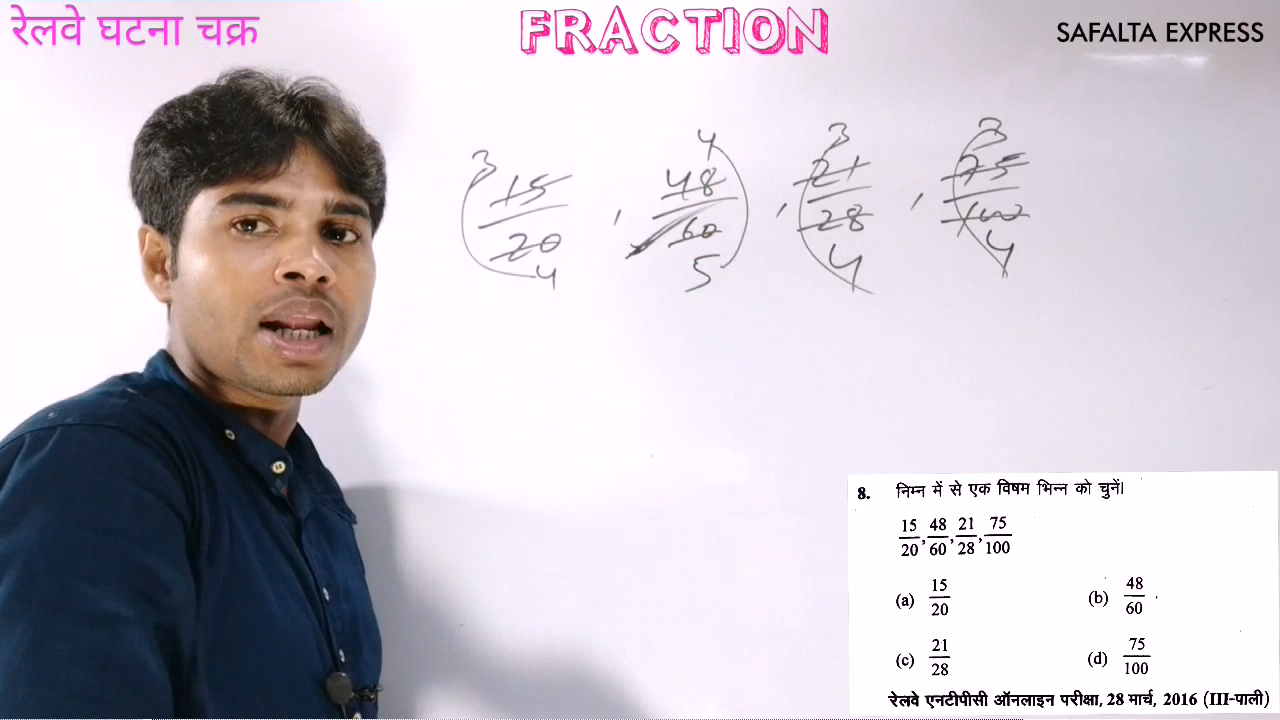 रेलवे घटना चक्र
FRACTION
SAFALTA EXPRESS
3 4 3 3
15/20 , 48/60 , 21/28 , 75/100
4 5 4 4
8. निम्न में से एक विषम भिन्न को चुनें।
15/20, 48/60, 21/28, 75/100
(a) 15/20 (b) 48/60
(c) 21/28 (d) 75/100
रेलवे एनटीपीसी ऑनलाइन परीक्षा, 28 मार्च, 2016 (III-पाली)